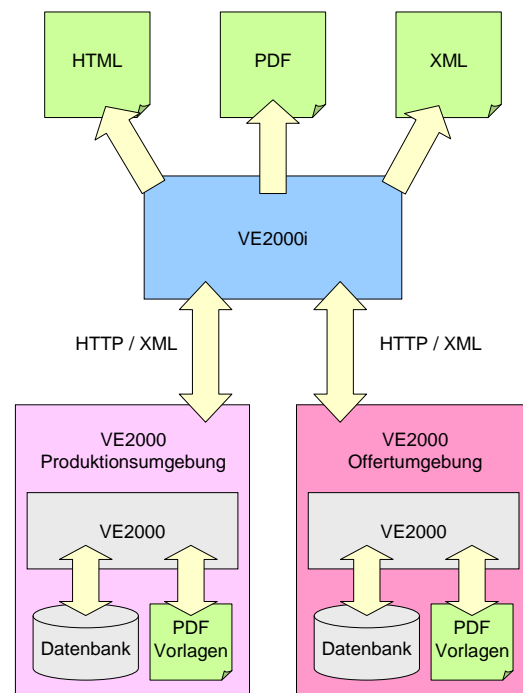 HTML
PDF
XML
VE2000i
HTTP / XML
HTTP / XML
VE2000
Produktionsumgebung
VE2000
Datenbank
PDF
Vorlagen
VE2000
Offertumgebung
VE2000
Datenbank
PDF
Vorlagen